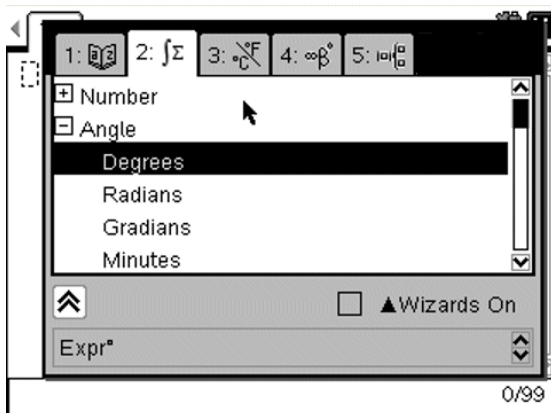 1: 2: ∫Σ 3: °C°F 4: ∞β° 5:
Number
Angle
Degrees
Radians
Gradians
Minutes
▲Wizards On
Expr°
0/99